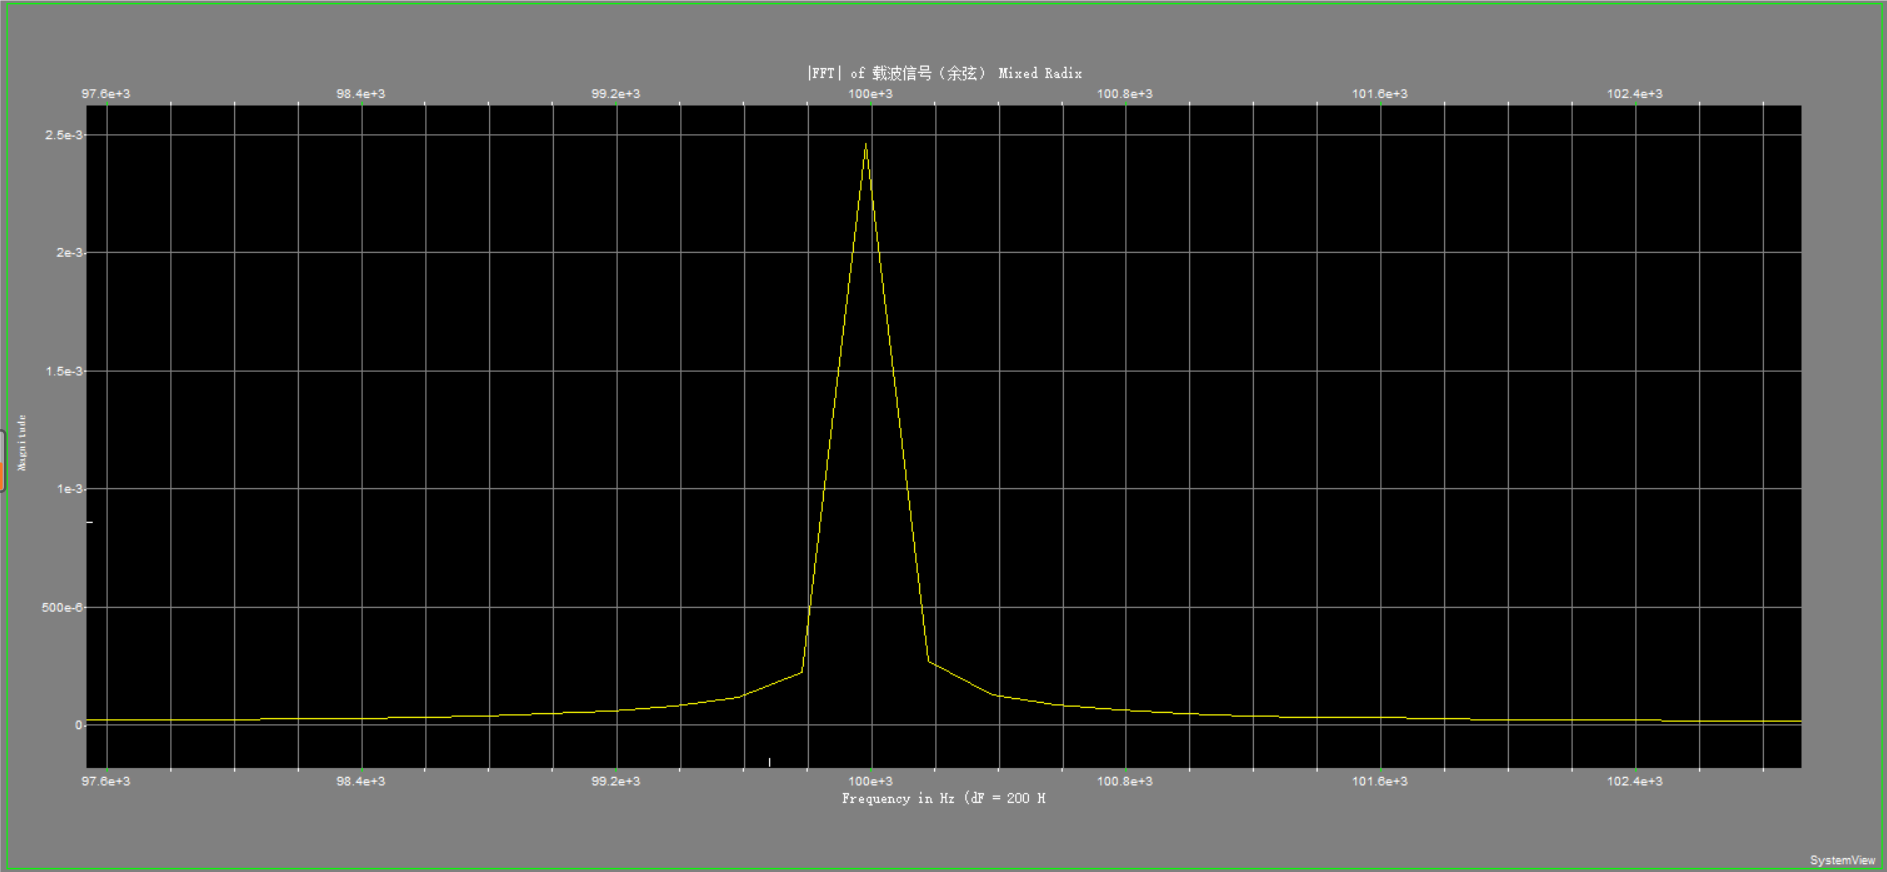 |FFT| of 载波信号（余弦） Mixed Radix
97.6e+3 98.4e+3 99.2e+3 100e+3 100.8e+3 101.6e+3 102.4e+3
2.5e-3
2e-3
1.5e-3
1e-3
500e-6
0
Magnitude
97.6e+3 98.4e+3 99.2e+3 100e+3 100.8e+3 101.6e+3 102.4e+3
Frequency in Hz (dF = 200 H
SystemView